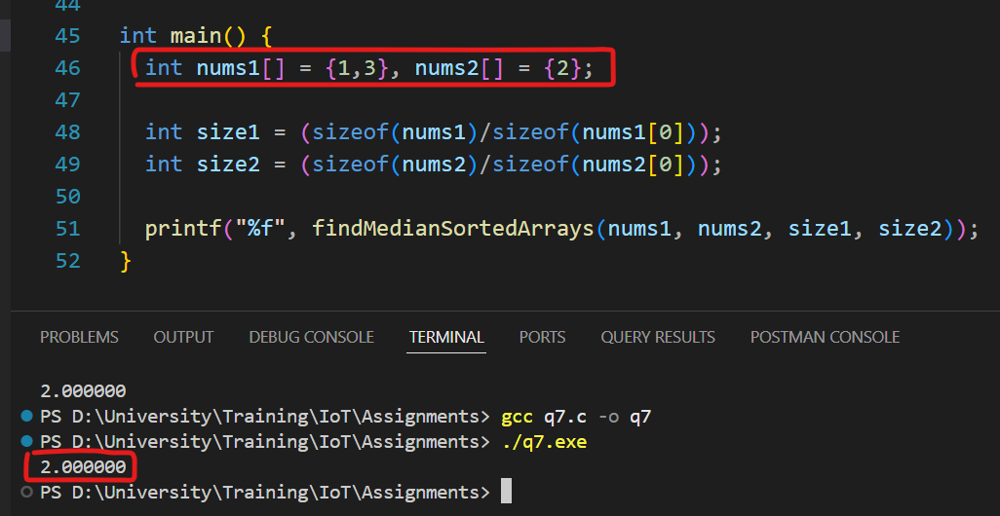 44
45 int main() {
46 int nums1[] = {1,3}, nums2[] = {2};
47
48 int size1 = (sizeof(nums1)/sizeof(nums1[0]));
49 int size2 = (sizeof(nums2)/sizeof(nums2[0]));
50
51 printf("%f", findMedianSortedArrays(nums1, nums2, size1, size2));
52 }
PROBLEMS OUTPUT DEBUG CONSOLE TERMINAL PORTS QUERY RESULTS POSTMAN CONSOLE
2.000000
PS D:\University\Training\IoT\Assignments> gcc q7.c -o q7
PS D:\University\Training\IoT\Assignments> ./q7.exe
2.000000
PS D:\University\Training\IoT\Assignments>